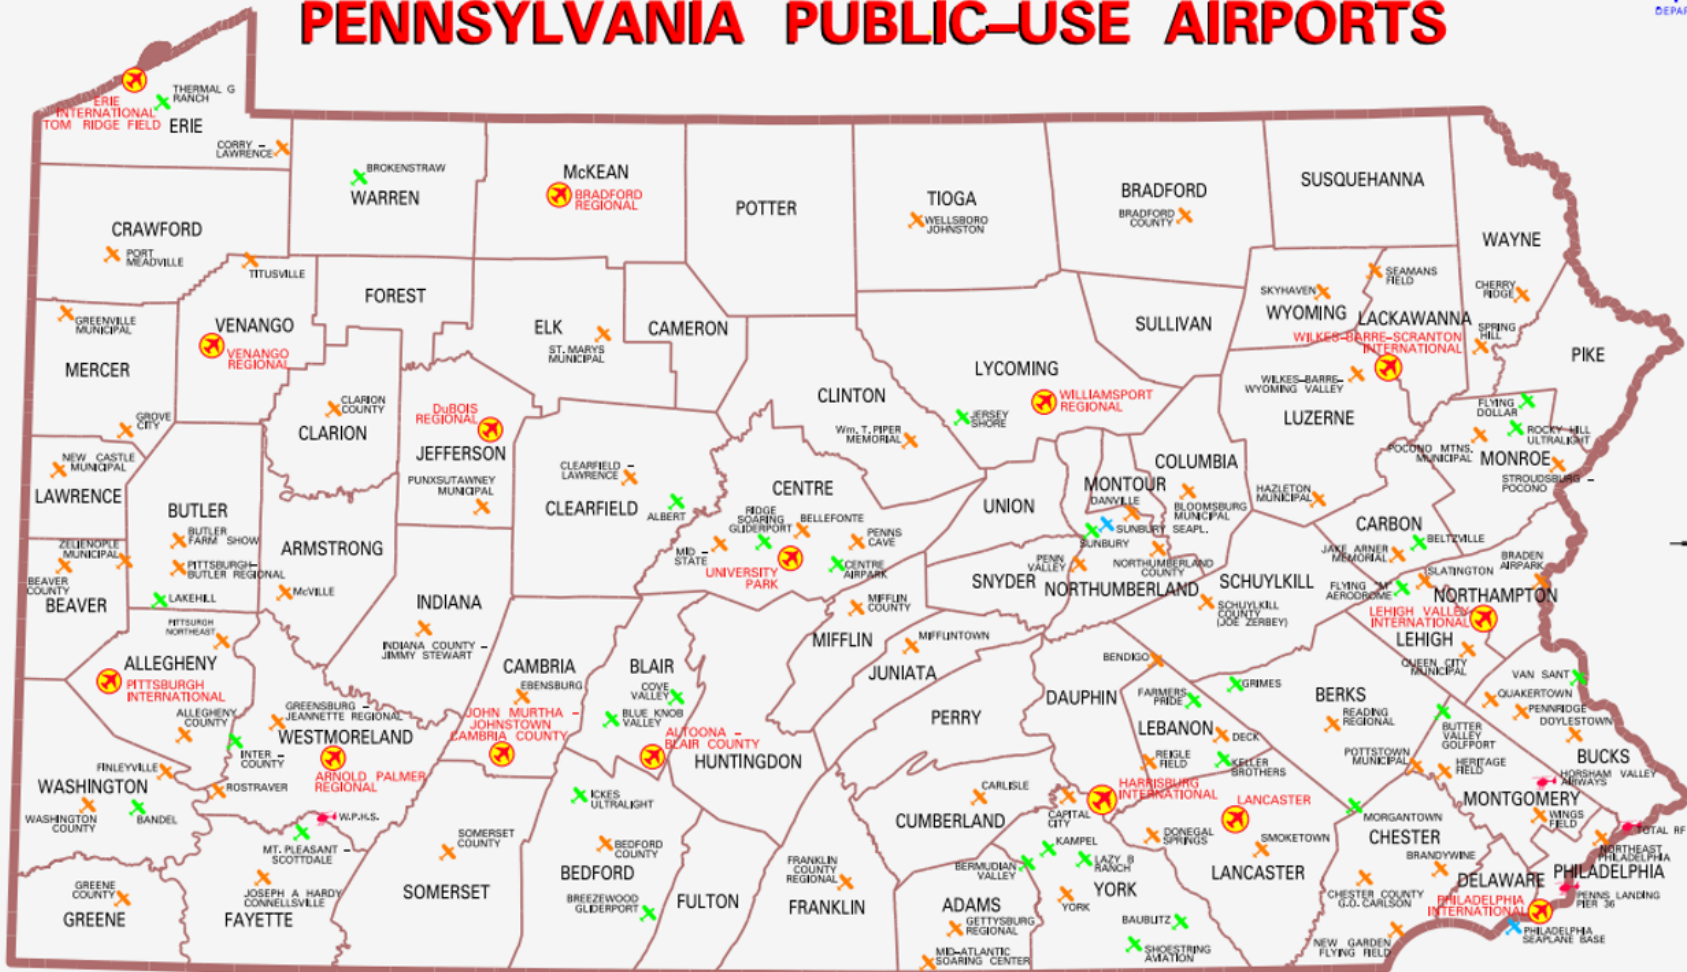 PENNSYLVANIA PUBLIC-USE AIRPORTS
DEPAR
ERIE
INTERNATIONAL
TOM RIDGE FIELD
THERMAL G
RANCH
ERIE
CORRY -
LAWRENCE
BROKENSTRAW
WARREN
McKEAN
BRADFORD
REGIONAL
POTTER
TIOGA
WELLSBORO
JOHNSTON
BRADFORD
BRADFORD
COUNTY
SUSQUEHANNA
WAYNE
CHERRY
RIDGE
CRAWFORD
PORT
MEADVILLE
TITUSVILLE
FOREST
GREENVILLE
MUNICIPAL
MERCER
GROVE
CITY
VENANGO
VENANGO
REGIONAL
ELK
ST. MARYS
MUNICIPAL
CAMERON
SULLIVAN
SKYHAVEN
WYOMING
SEAMANS
FIELD
LACKAWANNA
WILKES-BARRE-SCRANTON
INTERNATIONAL
SPRING
HILL
PIKE
LYCOMING
WILLIAMSPORT
REGIONAL
JERSEY
SHORE
CLINTON
Wm. T. PIPER
MEMORIAL
WILKES-BARRE-
WYOMING VALLEY
LUZERNE
HAZLETON
MUNICIPAL
FLYING
DOLLAR
ROCKY HILL
ULTRALIGHT
POCONO MTNS.
MUNICIPAL
MONROE
STROUDSBURG -
POCONO
CLARION
COUNTY
CLARION
DuBOIS
REGIONAL
JEFFERSON
PUNXSUTAWNEY
MUNICIPAL
NEW CASTLE
MUNICIPAL
LAWRENCE
BUTLER
BUTLER
FARM SHOW
ZELIENOPLE
MUNICIPAL
PITTSBURGH-
BUTLER REGIONAL
BEAVER
COUNTY
BEAVER
LAKEHILL
ARMSTRONG
McVILLE
CLEARFIELD -
LAWRENCE
CLEARFIELD
ALBERT
CENTRE
RIDGE
SOARING
GLIDERPORT
BELLEFONTE
PENNS
CAVE
MID -
STATE
UNIVERSITY
PARK
CENTRE
AIRPARK
UNION
MONTOUR
DANVILLE
COLUMBIA
BLOOMSBURG
MUNICIPAL
SUNBURY SEAPL.
SUNBURY
PENN
VALLEY
NORTHUMBERLAND
COUNTY
SNYDER
NORTHUMBERLAND
CARBON
JAKE ARNER
MEMORIAL
BELTZVILLE
BRADEN
AIRPARK
SCHUYLKILL
SCHUYLKILL
COUNTY
(JOE ZERBEY)
FLYING "M"
AERODROME
SLATINGTON
NORTHAMPTON
LEHIGH VALLEY
INTERNATIONAL
LEHIGH
QUEEN CITY
MUNICIPAL
INDIANA
INDIANA COUNTY -
JIMMY STEWART
MIFFLIN
COUNTY
MIFFLIN
MIFFLINTOWN
JUNIATA
PITTSBURGH
NORTHEAST
ALLEGHENY
PITTSBURGH
INTERNATIONAL
ALLEGHENY
COUNTY
GREENSBURG -
JEANNETTE REGIONAL
WESTMORELAND
INTER -
COUNTY
ARNOLD PALMER
REGIONAL
CAMBRIA
EBENSBURG
JOHN MURTHA -
JOHNSTOWN
CAMBRIA COUNTY
BLAIR
COVE
VALLEY
BLUE KNOB
VALLEY
ALTOONA -
BLAIR COUNTY
HUNTINGDON
PERRY
DAUPHIN
BENDIGO
FARMERS
PRIDE
GRIMES
LEBANON
DECK
REIGLE
FIELD
KELLER
BROTHERS
BERKS
READING
REGIONAL
VAN SANT
QUAKERTOWN
PENNRIDGE
DOYLESTOWN
BUCKS
BUTTER
VALLEY
GOLFPORT
POTTSTOWN
MUNICIPAL
HERITAGE
FIELD
HORSHAM VALLEY
AIRWAYS
MONTGOMERY
WINGS
FIELD
FINLEYVILLE
WASHINGTON
WASHINGTON
COUNTY
BANDEL
ROSTRAVER
W.P.H.S.
MT. PLEASANT -
SCOTTDALE
SOMERSET
COUNTY
SOMERSET
ICKES
ULTRALIGHT
BEDFORD
COUNTY
BEDFORD
BREEZEWOOD
GLIDERPORT
FULTON
FRANKLIN
COUNTY
REGIONAL
FRANKLIN
CARLISLE
CUMBERLAND
CAPITAL
CITY
HARRISBURG
INTERNATIONAL
LANCASTER
SMOKETOWN
DONEGAL
SPRINGS
LANCASTER
KAMPEL
BERMUDIAN
VALLEY
LAZY B
RANCH
YORK
YORK
BAUBLITZ
SHOESTRING
AVIATION
ADAMS
GETTYSBURG
REGIONAL
MID-ATLANTIC
SOARING CENTER
MORGANTOWN
CHESTER
BRANDYWINE
CHESTER COUNTY
G.O. CARLSON
NEW GARDEN
FLYING FIELD
TOTAL RF
NORTHEAST
PHILADELPHIA
DELAWARE
PHILADELPHIA
PENNS LANDING
PIER 36
PHILADELPHIA
INTERNATIONAL
PHILADELPHIA
SEAPLANE BASE
GREENE
COUNTY
GREENE
JOSEPH A HARDY
CONNELLSVILLE
FAYETTE